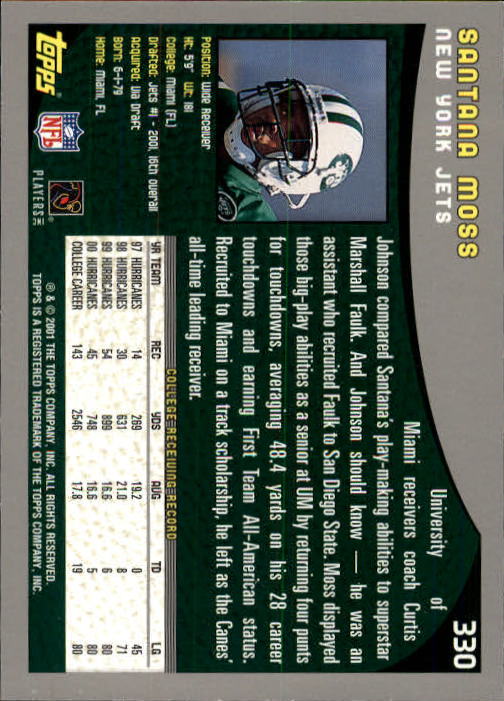 SANTANA MOSS
NEW YORK JETS
330
Position: Wide Receiver
Ht: 5'9" Wt: 181
College: Miami (FL)
Drafted: Jets #1 - 2001, 16th overall
Acquired: Via Draft
Born: 6-1-79
Home: Miami, FL
University of
Miami receivers coach Curtis
Johnson compared Santana's play-making abilities to superstar
Marshall Faulk. And Johnson should know — he was an
assistant who recruited Faulk to San Diego State. Moss displayed
those big-play abilities as a senior at UM by returning four punts
for touchdowns, averaging 48.4 yards on his 28 career
touchdowns and earning First Team All-American status.
Recruited to Miami on a track scholarship, he left as the Canes'
all-time leading receiver.
COLLEGE RECEIVING RECORD
YR TEAM REC YDS AVG TD LG
97 HURRICANES 14 269 19.2 0 45
98 HURRICANES 30 631 21.0 8 71
99 HURRICANES 54 899 16.6 6 80
00 HURRICANES 45 748 16.6 5 80
COLLEGE CAREER 143 2546 17.8 19 80
TOPPS
NFL
PLAYERS INC
® & © 2001 THE TOPPS COMPANY, INC. ALL RIGHTS RESERVED.
TOPPS IS A REGISTERED TRADEMARK OF THE TOPPS COMPANY, INC.